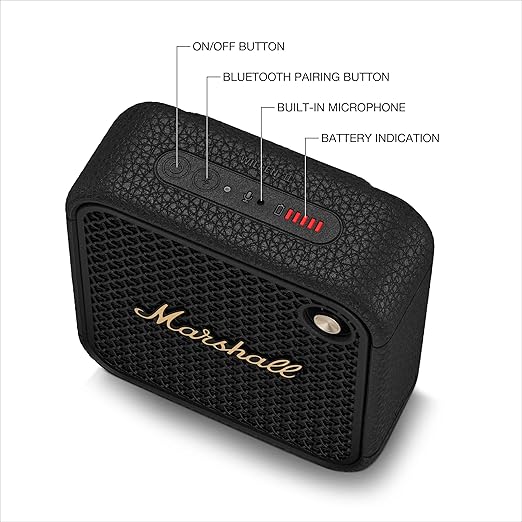 ON/OFF BUTTON
BLUETOOTH PAIRING BUTTON
BUILT-IN MICROPHONE
BATTERY INDICATION
Marshall